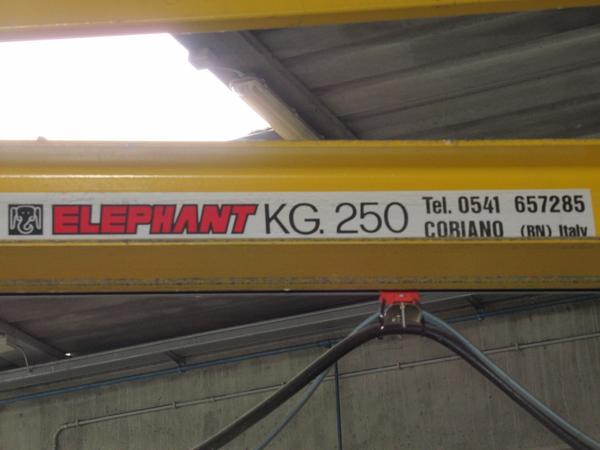 ELEPHANT KG. 250
Tel. 0541 657285
CORIANO (RN) Italy